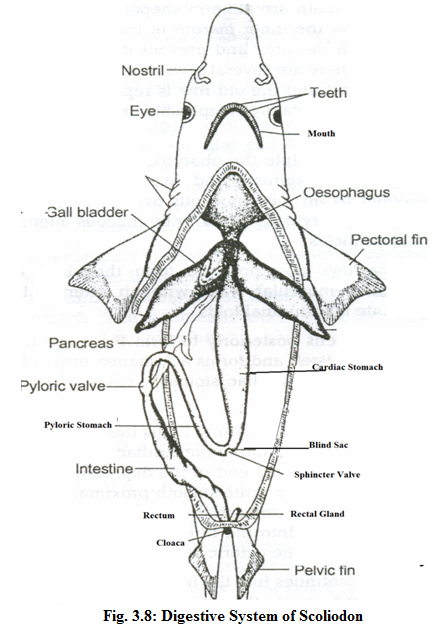 Nostril
Teeth
Eye
Mouth
Oesophagus
Gall bladder
Pectoral fin
Pancreas
Cardiac Stomach
Pyloric valve
Pyloric Stomach
Blind Sac
Intestine
Sphincter Valve
Rectum
Rectal Gland
Cloaca
Pelvic fin
Fig. 3.8: Digestive System of Scoliodon